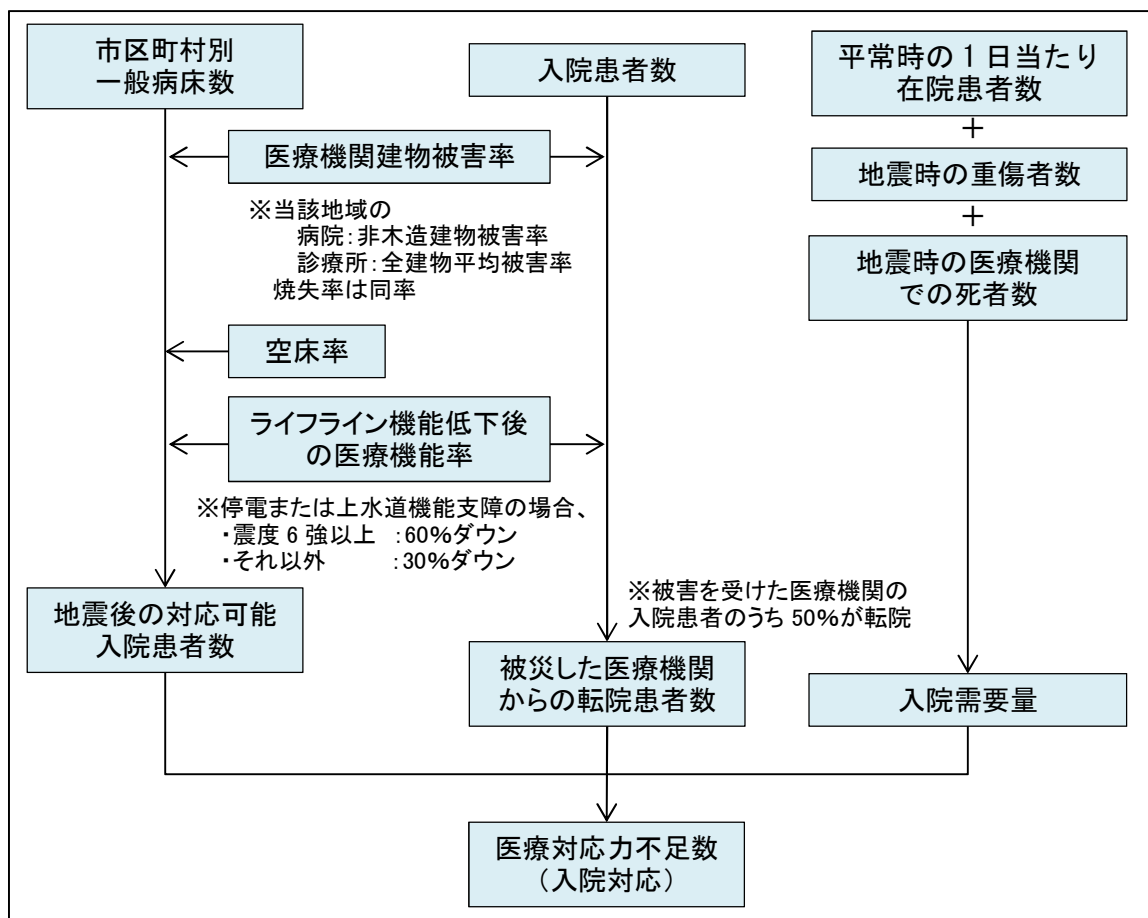 市区町村別
一般病床数
入院患者数
平常時の1日当たり
在院患者数
+
医療機関建物被害率
地震時の重傷者数
+
※当該地域の
病院:非木造建物被害率
診療所:全建物平均被害率
焼失率は同率
地震時の医療機関
での死者数
空床率
ライフライン機能低下後
の医療機能率
※停電または上水道機能支障の場合、
・震度6強以上 :60%ダウン
・それ以外 :30%ダウン
※被害を受けた医療機関の
入院患者のうち50%が転院
地震後の対応可能
入院患者数
被災した医療機関
からの転院患者数
入院需要量
医療対応力不足数
(入院対応)